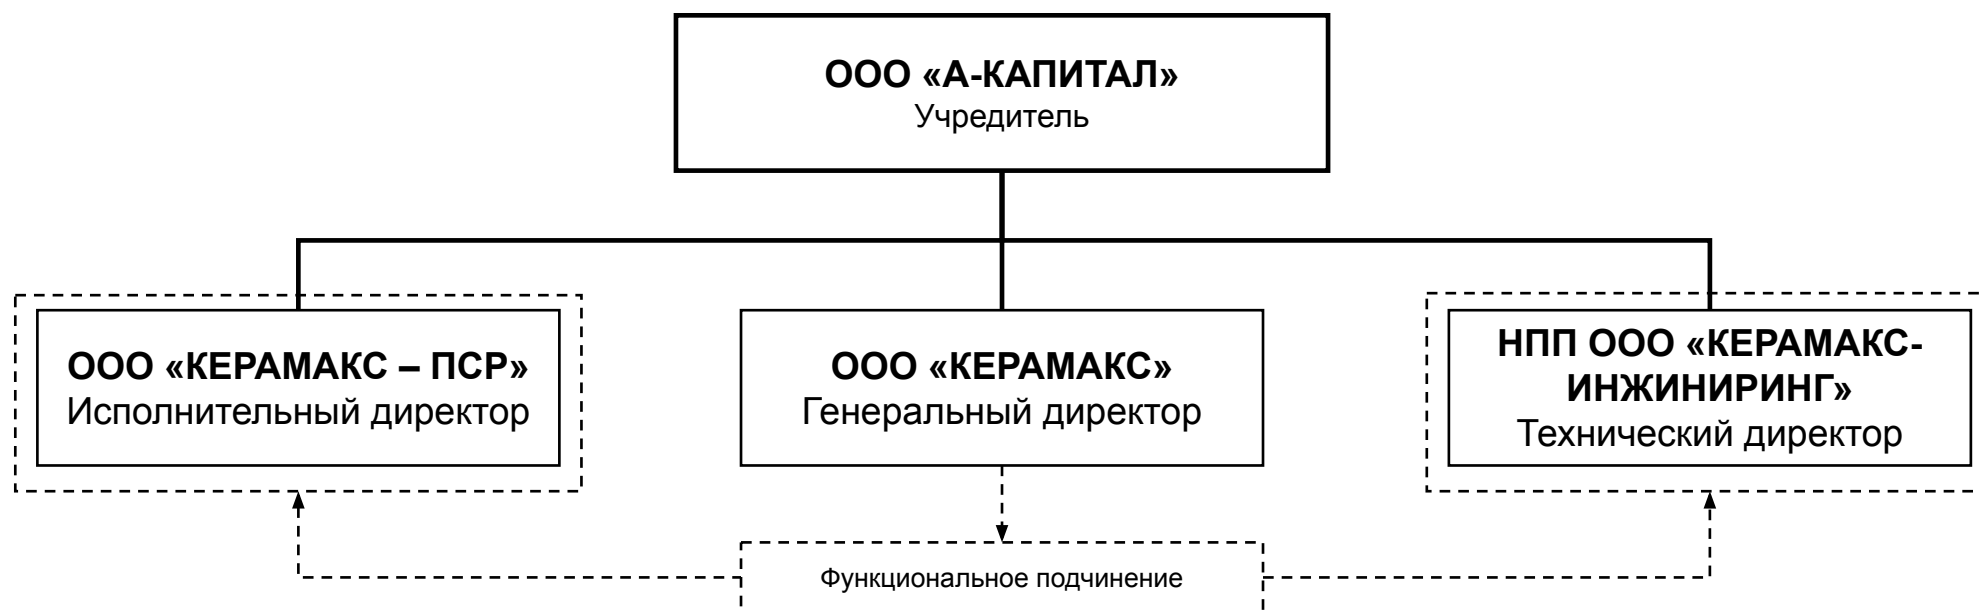 ООО «А-КАПИТАЛ»
Учредитель
ООО «КЕРАМАКС – ПСР»
Исполнительный директор
ООО «КЕРАМАКС»
Генеральный директор
НПП ООО «КЕРАМАКС-
ИНЖИНИРИНГ»
Технический директор
Функциональное подчинение